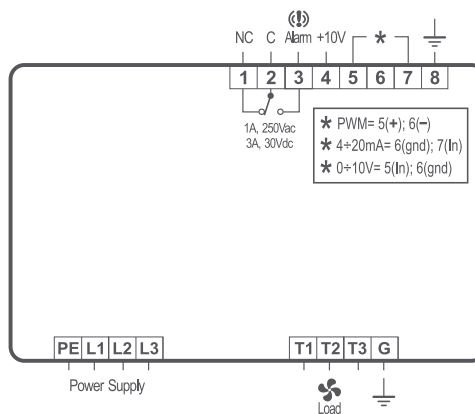 NC C Alarm +10V *
1 2 3 4 5 6 7 8
1A, 250Vac
3A, 30Vdc
* PWM= 5(+); 6(−)
* 4÷20mA= 6(gnd); 7(In)
* 0÷10V= 5(In); 6(gnd)
PE L1 L2 L3 T1 T2 T3 G
Power Supply
Load